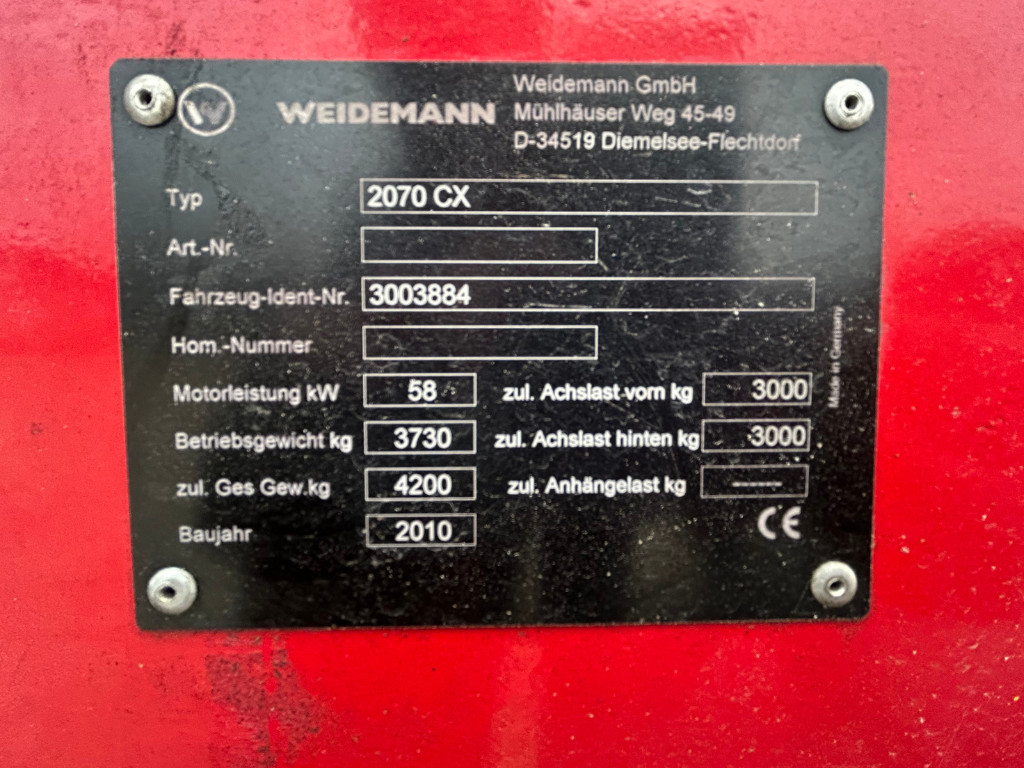 Weidemann GmbH
W WEIDEMANN Mühlhäuser Weg 45-49
D-34519 Diemelsee-Flechtdorf
Typ 2070 CX
Art.-Nr.
Fahrzeug-Ident-Nr. 3003884
Hom.-Nummer
Made in Germany
Motorleistung kW 58 zul. Achslast vorn kg 3000
Betriebsgewicht kg 3730 zul. Achslast hinten kg 3000
zul. Ges Gew.kg 4200 zul. Anhängelast kg -----
CE
Baujahr 2010